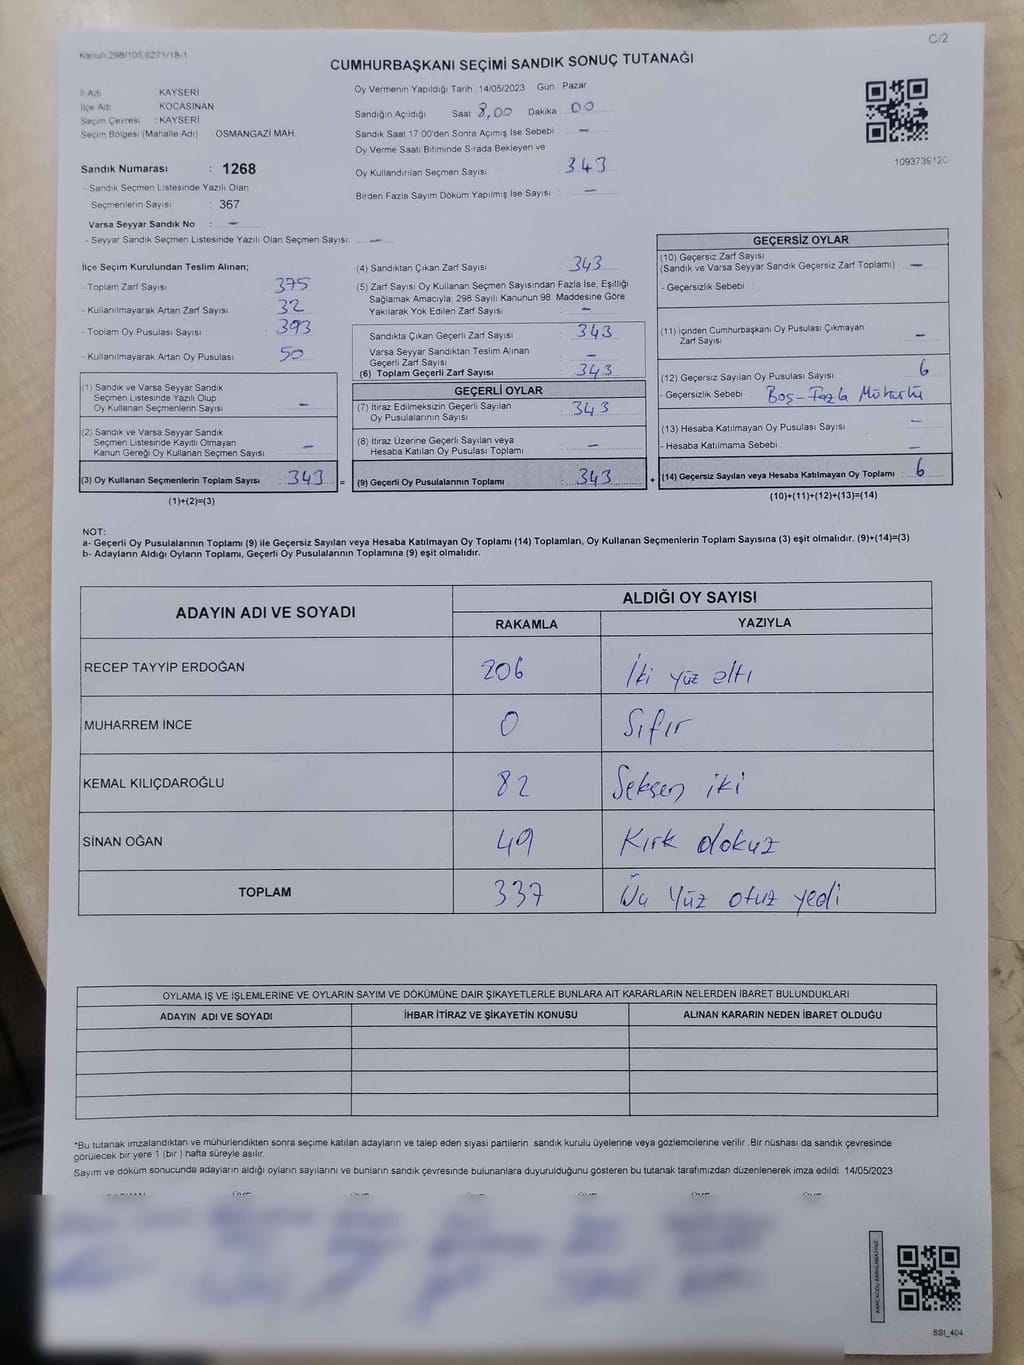 Kanun,298/105,6271/18-1
C/2
CUMHURBAŞKANI SEÇİMİ SANDIK SONUÇ TUTANAĞI
İl Adı KAYSERİ
İlçe Adı KOCASİNAN
Seçim Çevresi : KAYSERİ
Seçim Bölgesi (Mahalle Adı) OSMANGAZİ MAH.
Sandık Numarası : 1268
- Sandık Seçmen Listesinde Yazılı Olan
Seçmenlerin Sayısı : 367
Varsa Seyyar Sandık No : –
- Seyyar Sandık Seçmen Listesinde Yazılı Olan Seçmen Sayısı: –
Oy Vermenin Yapıldığı Tarih : 14/05/2023 Gün : Pazar
Sandığın Açıldığı Saat 8,00 Dakika 00
Sandık Saat 17:00'den Sonra Açımış İse Sebebi : –
Oy Verme Saati Bitiminde Sırada Bekleyen ve
Oy Kullandırılan Seçmen Sayısı : 343
Birden Fazla Sayım Döküm Yapılmış İse Sayısı : –
1093739120
İlçe Seçim Kurulundan Teslim Alınan;
- Toplam Zarf Sayısı : 375
- Kullanılmayarak Artan Zarf Sayısı : 32
- Toplam Oy Pusulası Sayısı : 393
- Kullanılmayarak Artan Oy Pusulası : 50
(1) Sandık ve Varsa Seyyar Sandık
Seçmen Listesinde Yazılı Olup
Oy Kullanan Seçmenlerin Sayısı : –
(2) Sandık ve Varsa Seyyar Sandık
Seçmen Listesinde Kayıtlı Olmayan
Kanun Gereği Oy Kullanan Seçmen Sayısı : –
(3) Oy Kullanan Seçmenlerin Toplam Sayısı : 343 =
(1)+(2)=(3)
(4) Sandıktan Çıkan Zarf Sayısı : 343
(5) Zarf Sayısı Oy Kullanan Seçmen Sayısından Fazla İse, Eşitliği
Sağlamak Amacıyla, 298 Sayılı Kanunun 98. Maddesine Göre
Yakılarak Yok Edilen Zarf Sayısı : –
Sandıkta Çıkan Geçerli Zarf Sayısı : 343
Varsa Seyyar Sandıktan Teslim Alınan
Geçerli Zarf Sayısı : –
(6) Toplam Geçerli Zarf Sayısı : 343
GEÇERLİ OYLAR
(7) İtiraz Edilmeksizin Geçerli Sayılan
Oy Pusulalarının Sayısı : 343
(8) İtiraz Üzerine Geçerli Sayılan veya
Hesaba Katılan Oy Pusulası Toplamı : –
(9) Geçerli Oy Pusulalarının Toplamı : 343 +
GEÇERSİZ OYLAR
(10) Geçersiz Zarf Sayısı
(Sandık ve Varsa Seyyar Sandık Geçersiz Zarf Toplamı) : –
- Geçersizlik Sebebi :
(11) İçinden Cumhurbaşkanı Oy Pusulası Çıkmayan
Zarf Sayısı : –
(12) Geçersiz Sayılan Oy Pusulası Sayısı : 6
- Geçersizlik Sebebi : Boş-Fazla Mühürlü
(13) Hesaba Katılmayan Oy Pusulası Sayısı : –
- Hesaba Katılmama Sebebi : –
(14) Geçersiz Sayılan veya Hesaba Katılmayan Oy Toplamı : 6
(10)+(11)+(12)+(13)=(14)
NOT:
a- Geçerli Oy Pusulalarının Toplamı (9) ile Geçersiz Sayılan veya Hesaba Katılmayan Oy Toplamı (14) Toplamları, Oy Kullanan Seçmenlerin Toplam Sayısına (3) eşit olmalıdır. (9)+(14)=(3)
b- Adayların Aldığı Oyların Toplamı, Geçerli Oy Pusulalarının Toplamına (9) eşit olmalıdır.
ADAYIN ADI VE SOYADI ALDIĞI OY SAYISI
RAKAMLA YAZIYLA
RECEP TAYYİP ERDOĞAN 206 İki yüz altı
MUHARREM İNCE 0 Sıfır
KEMAL KILIÇDAROĞLU 82 Seksen iki
SİNAN OĞAN 49 Kırk dokuz
TOPLAM 337 Üç Yüz otuz yedi
OYLAMA İŞ VE İŞLEMLERİNE VE OYLARIN SAYIM VE DÖKÜMÜNE DAİR ŞİKAYETLERLE BUNLARA AİT KARARLARIN NELERDEN İBARET BULUNDUKLARI
ADAYIN ADI VE SOYADI İHBAR İTİRAZ VE ŞİKAYETİN KONUSU ALINAN KARARIN NEDEN İBARET OLDUĞU
*Bu tutanak imzalandıktan ve mühürlendikten sonra seçime katılan adayların ve talep eden siyasi partilerin sandık kurulu üyelerine veya gözlemcilerine verilir .Bir nüshası da sandık çevresinde
görülecek bir yere 1 (bir ) hafta süreyle asılır.
Sayım ve döküm sonucunda adayların aldığı oyların sayılarını ve bunların sandık çevresinde bulunanlara duyurulduğunu gösteren bu tutanak tarafımızdan düzenlenerek imza edildi 14/05/2023
SSI_404